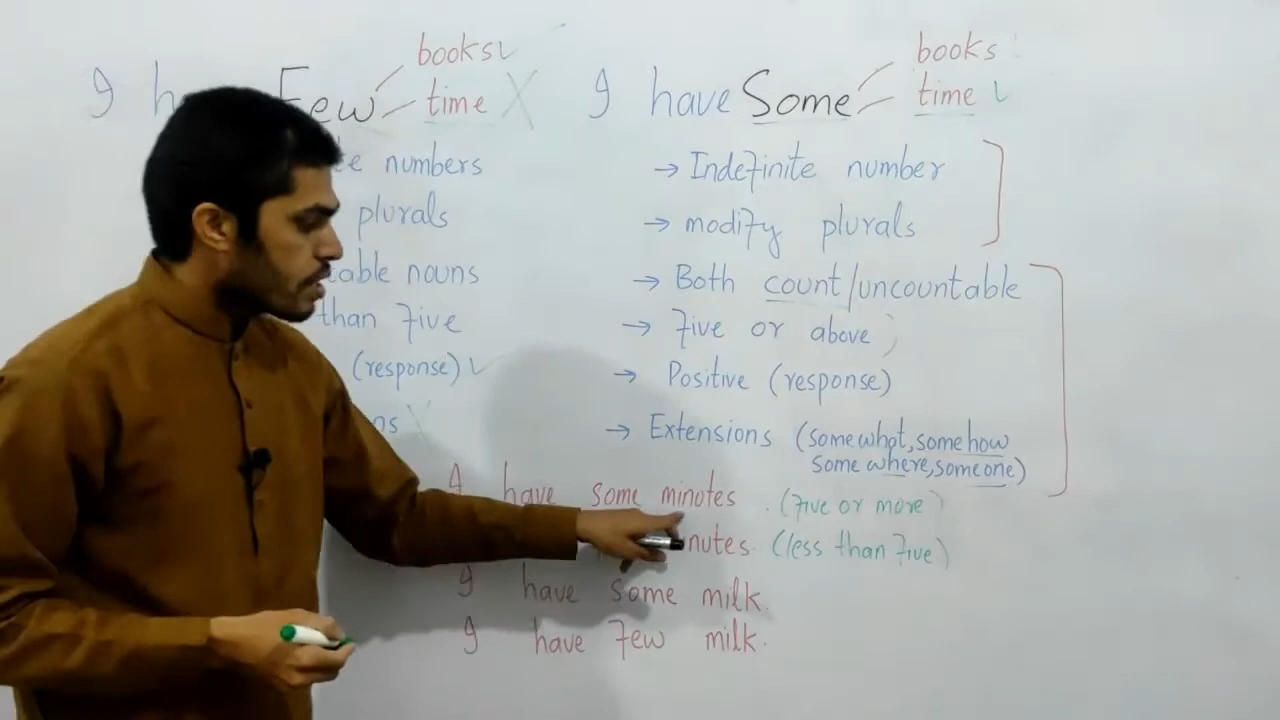 books ✓
I Few time X
numbers
plurals
nouns
than five
(response) ✓
X
I have Some books
time ✓
→ Indefinite number
→ modify plurals
→ Both count/uncountable
→ five or above
→ Positive (response)
→ Extensions (somewhat, somehow
some where, someone)
I have some minutes. (five or more)
(less than five)
I have some milk.
I have few milk.